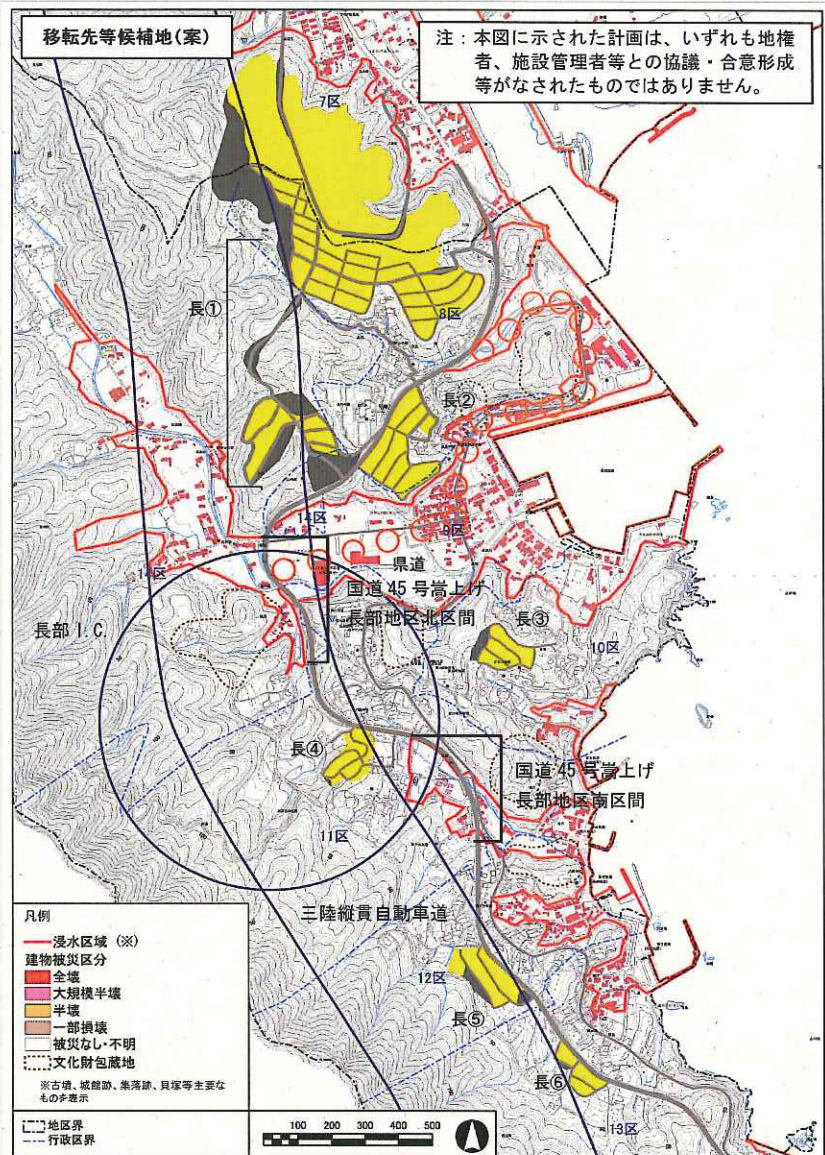 移転先等候補地(案)
注：本図に示された計画は、いずれも地権
者、施設管理者等との協議・合意形成
等がなされたものではありません。
7区
長①
8区
長②
14区
9区
県道
14区
国道45号嵩上げ
長部地区北区間
長部I.C.
長③
10区
長④
国道45号嵩上げ
長部地区南区間
11区
三陸縦貫自動車道
12区
長⑤
長⑥
13区
凡例
浸水区域(※)
建物被災区分
全壊
大規模半壊
半壊
一部損壊
被災なし・不明
文化財包蔵地
※古墳、城館跡、集落跡、貝塚等主要な
ものを表示
地区界
行政区界
100 200 300 400 500